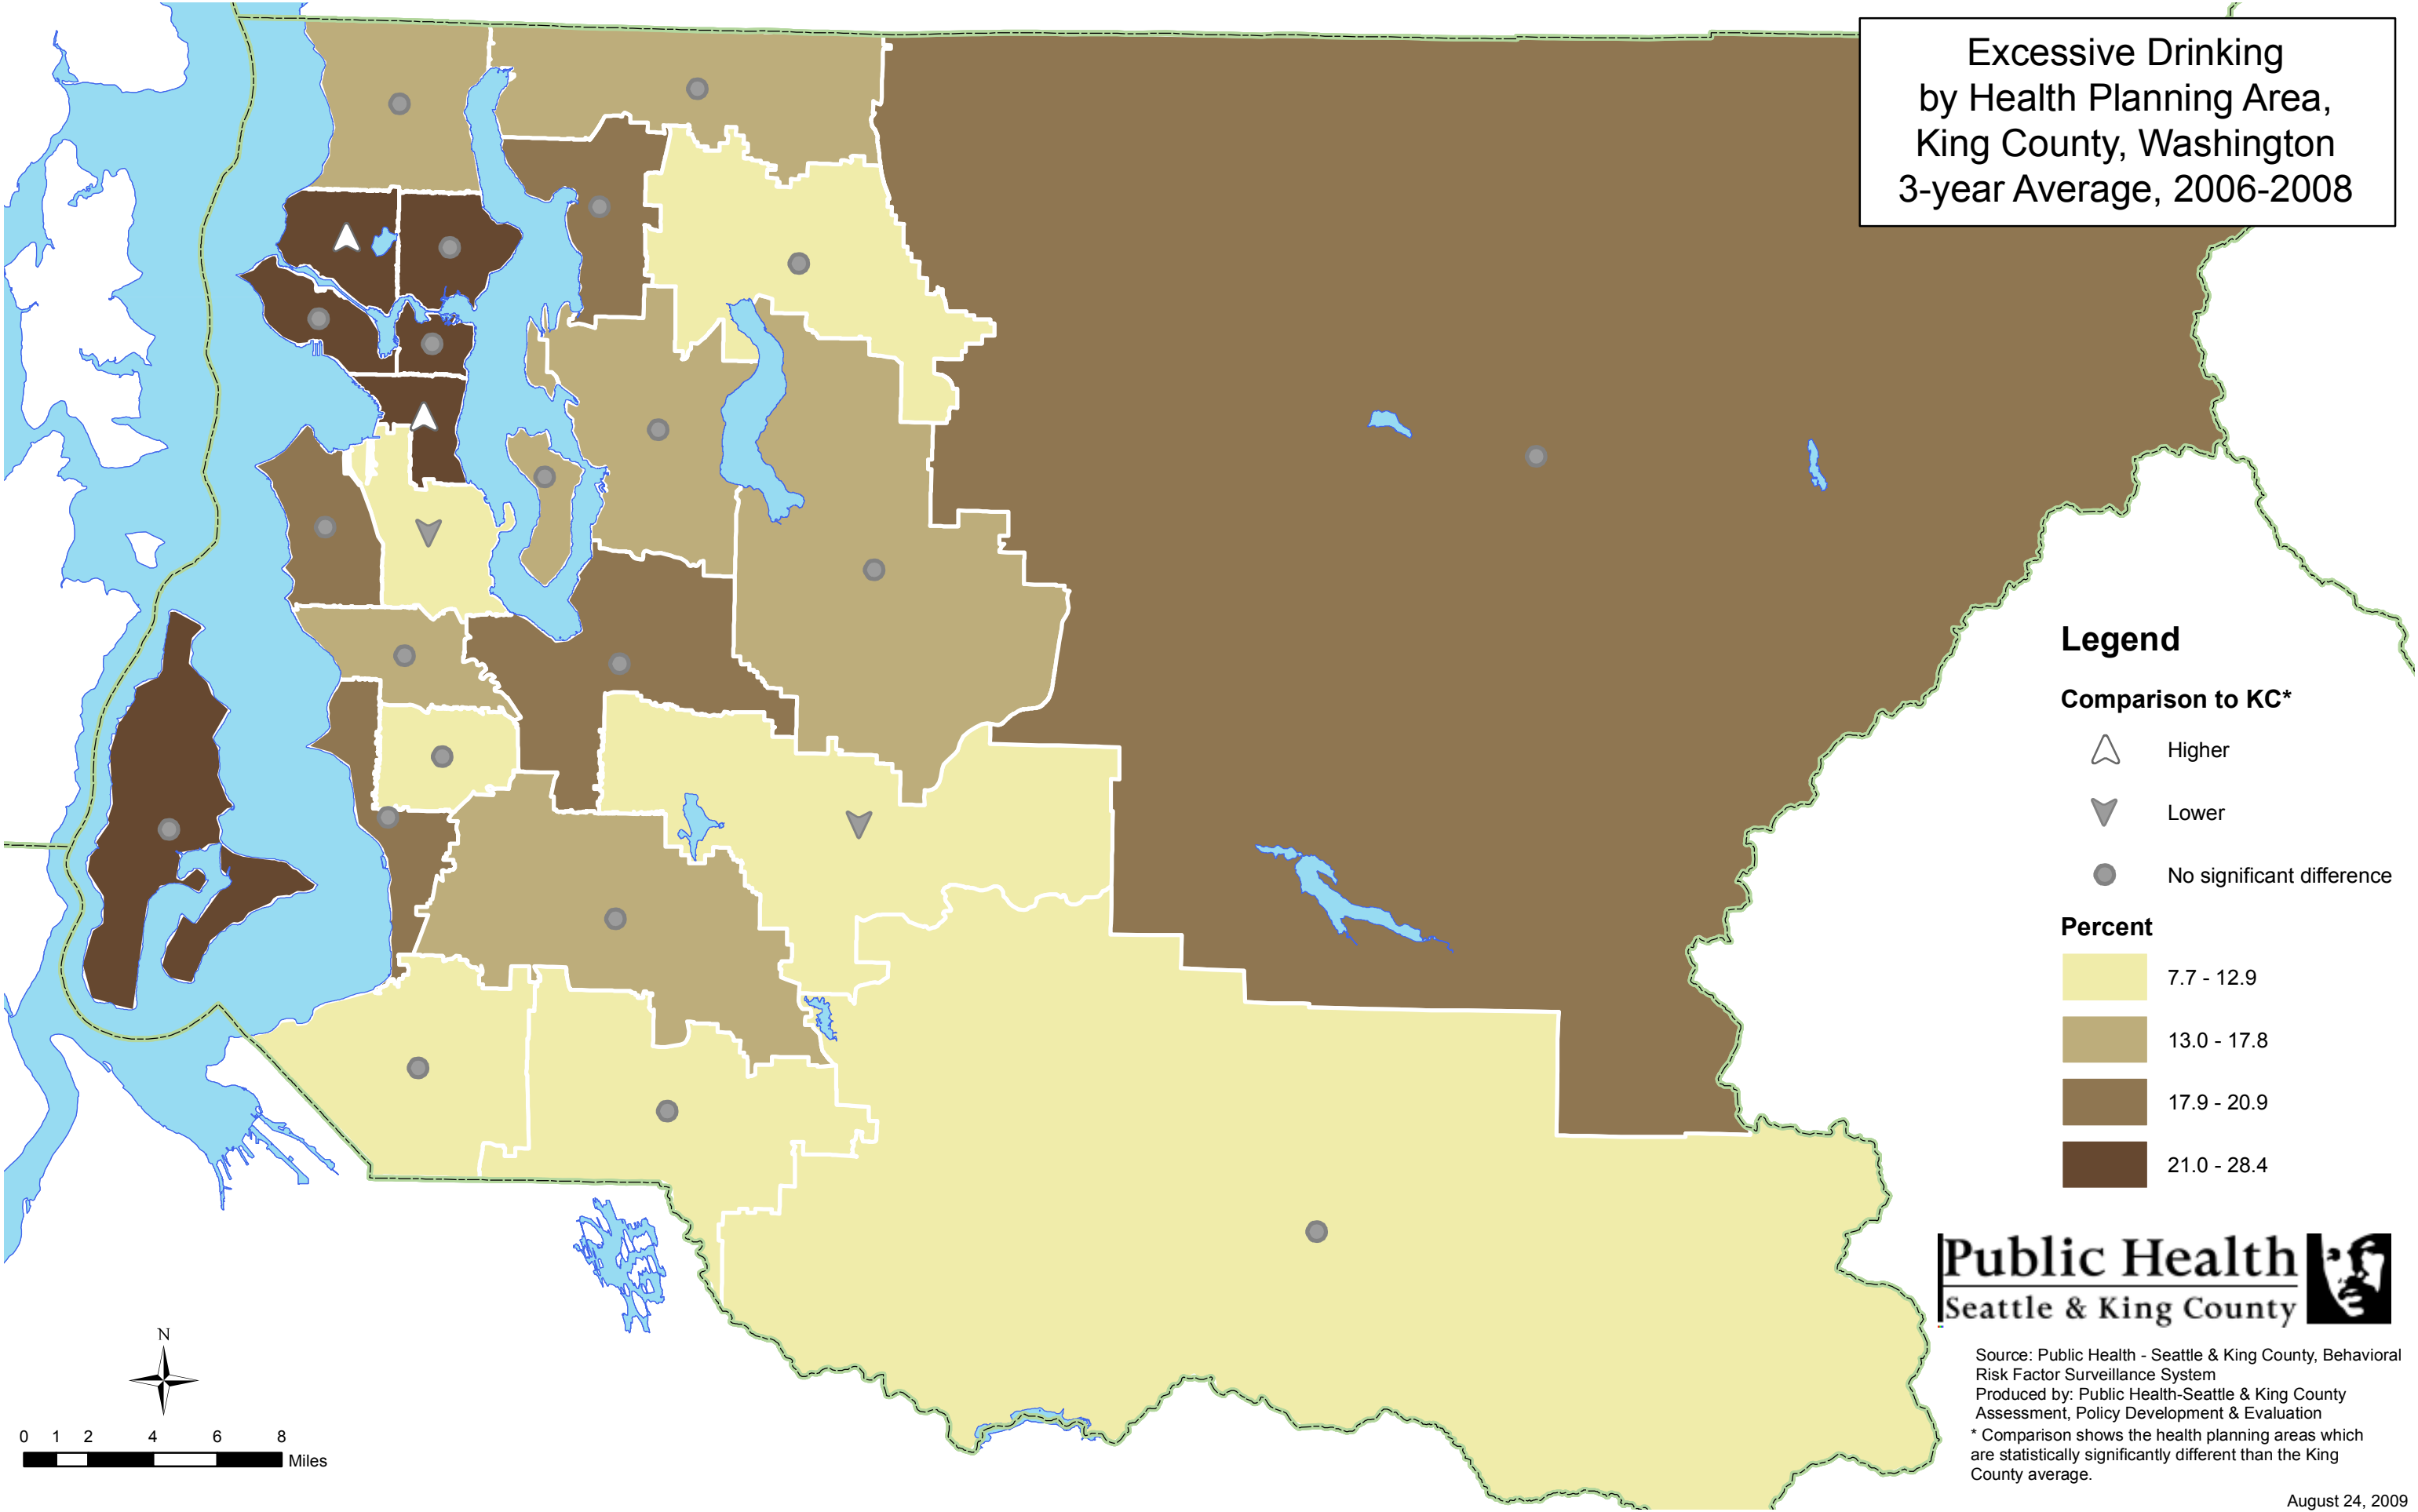 Excessive Drinking
by Health Planning Area,
King County, Washington
3-year Average, 2006-2008
Legend
Comparison to KC*
Higher
Lower
No significant difference
Percent
7.7 - 12.9
13.0 - 17.8
17.9 - 20.9
21.0 - 28.4
Public Health
Seattle & King County
Source: Public Health - Seattle & King County, Behavioral
Risk Factor Surveillance System
Produced by: Public Health-Seattle & King County
Assessment, Policy Development & Evaluation
* Comparison shows the health planning areas which
are statistically significantly different than the King
County average.
August 24, 2009
N
0 1 2 4 6 8
Miles